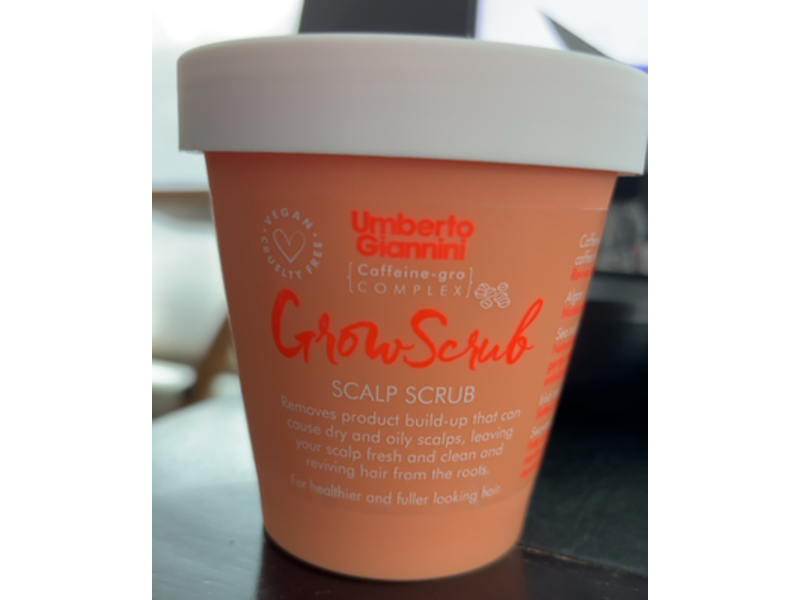 VEGAN · CRUELTY FREE ·
Umberto
Giannini
{Caffeine-gro}
{COMPLEX}
GrowScrub
SCALP SCRUB
Removes product build-up that can
cause dry and oily scalps, leaving
your scalp fresh and clean and
reviving hair from the roots.
For healthier and fuller looking hair